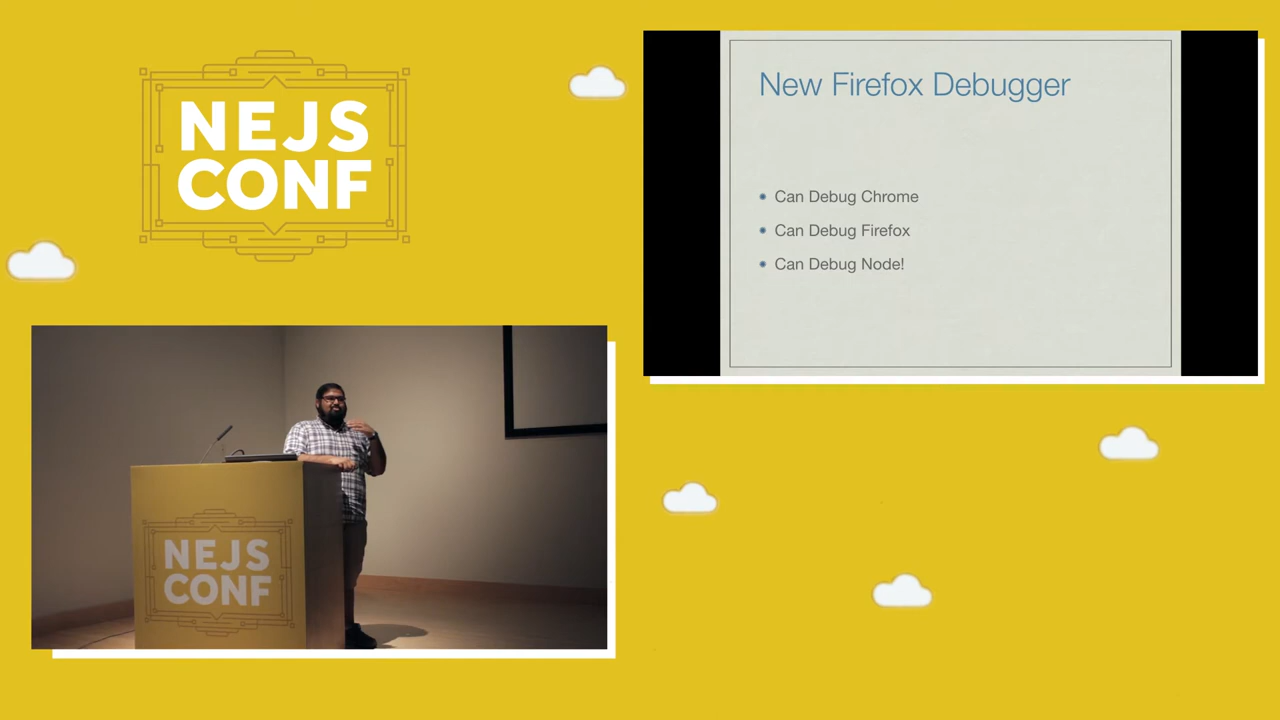 NEJS
CONF
New Firefox Debugger
Can Debug Chrome
Can Debug Firefox
Can Debug Node!
NEJS
CONF